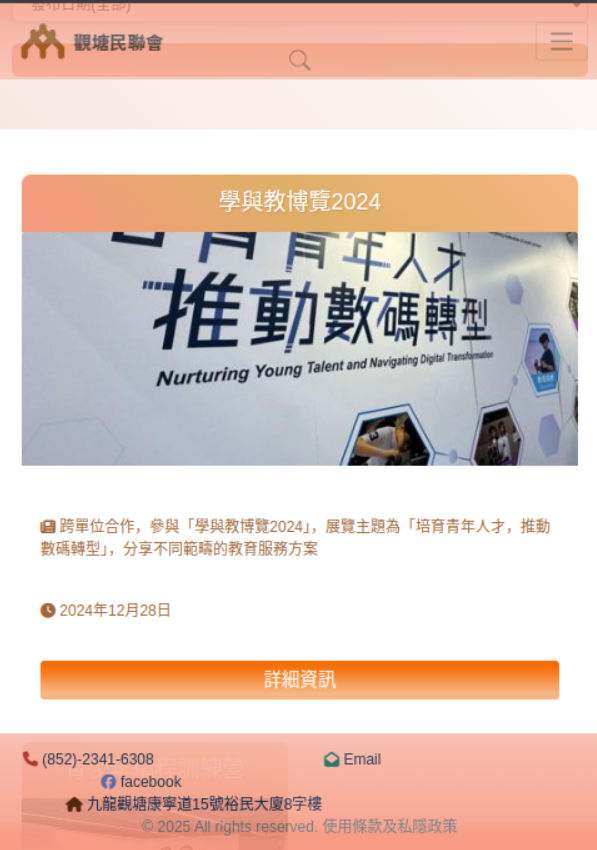 發布日期(全部)
觀塘民聯會
學與教博覽2024
培育青年人才
推動數碼轉型
Nurturing Young Talent and Navigating Digital Transformation
跨單位合作，參與「學與教博覽2024」，展覽主題為「培育青年人才，推動
數碼轉型」，分享不同範疇的教育服務方案
2024年12月28日
詳細資訊
(852)-2341-6308
Email
facebook
九龍觀塘康寧道15號裕民大廈8字樓
© 2025 All rights reserved. 使用條款及私隱政策